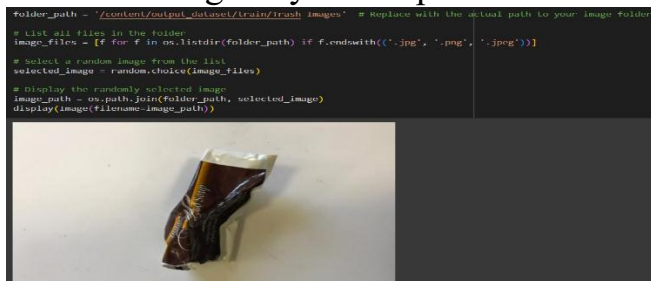 folder_path = '/content/output_dataset/train/Trash Images' # Replace with the actual path to your image folder
# List all files in the folder
image_files = [f for f in os.listdir(folder_path) if f.endswith(('.jpg', '.png', '.jpeg'))]
# Select a random image from the list
selected_image = random.choice(image_files)
# Display the randomly selected image
image_path = os.path.join(folder_path, selected_image)
display(Image(filename=image_path))